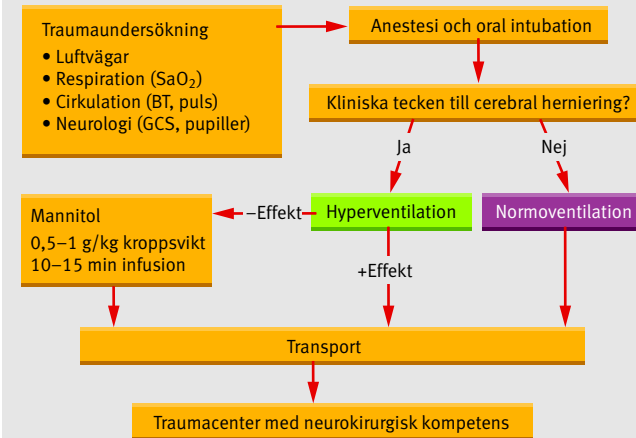 Traumaundersökning
• Luftvägar
• Respiration (SaO₂)
• Cirkulation (BT, puls)
• Neurologi (GCS, pupiller)
Anestesi och oral intubation
Kliniska tecken till cerebral herniering?
Ja
Nej
Mannitol
0,5–1 g/kg kroppsvikt
10–15 min infusion
–Effekt
Hyperventilation
Normoventilation
+Effekt
Transport
Traumacenter med neurokirurgisk kompetens